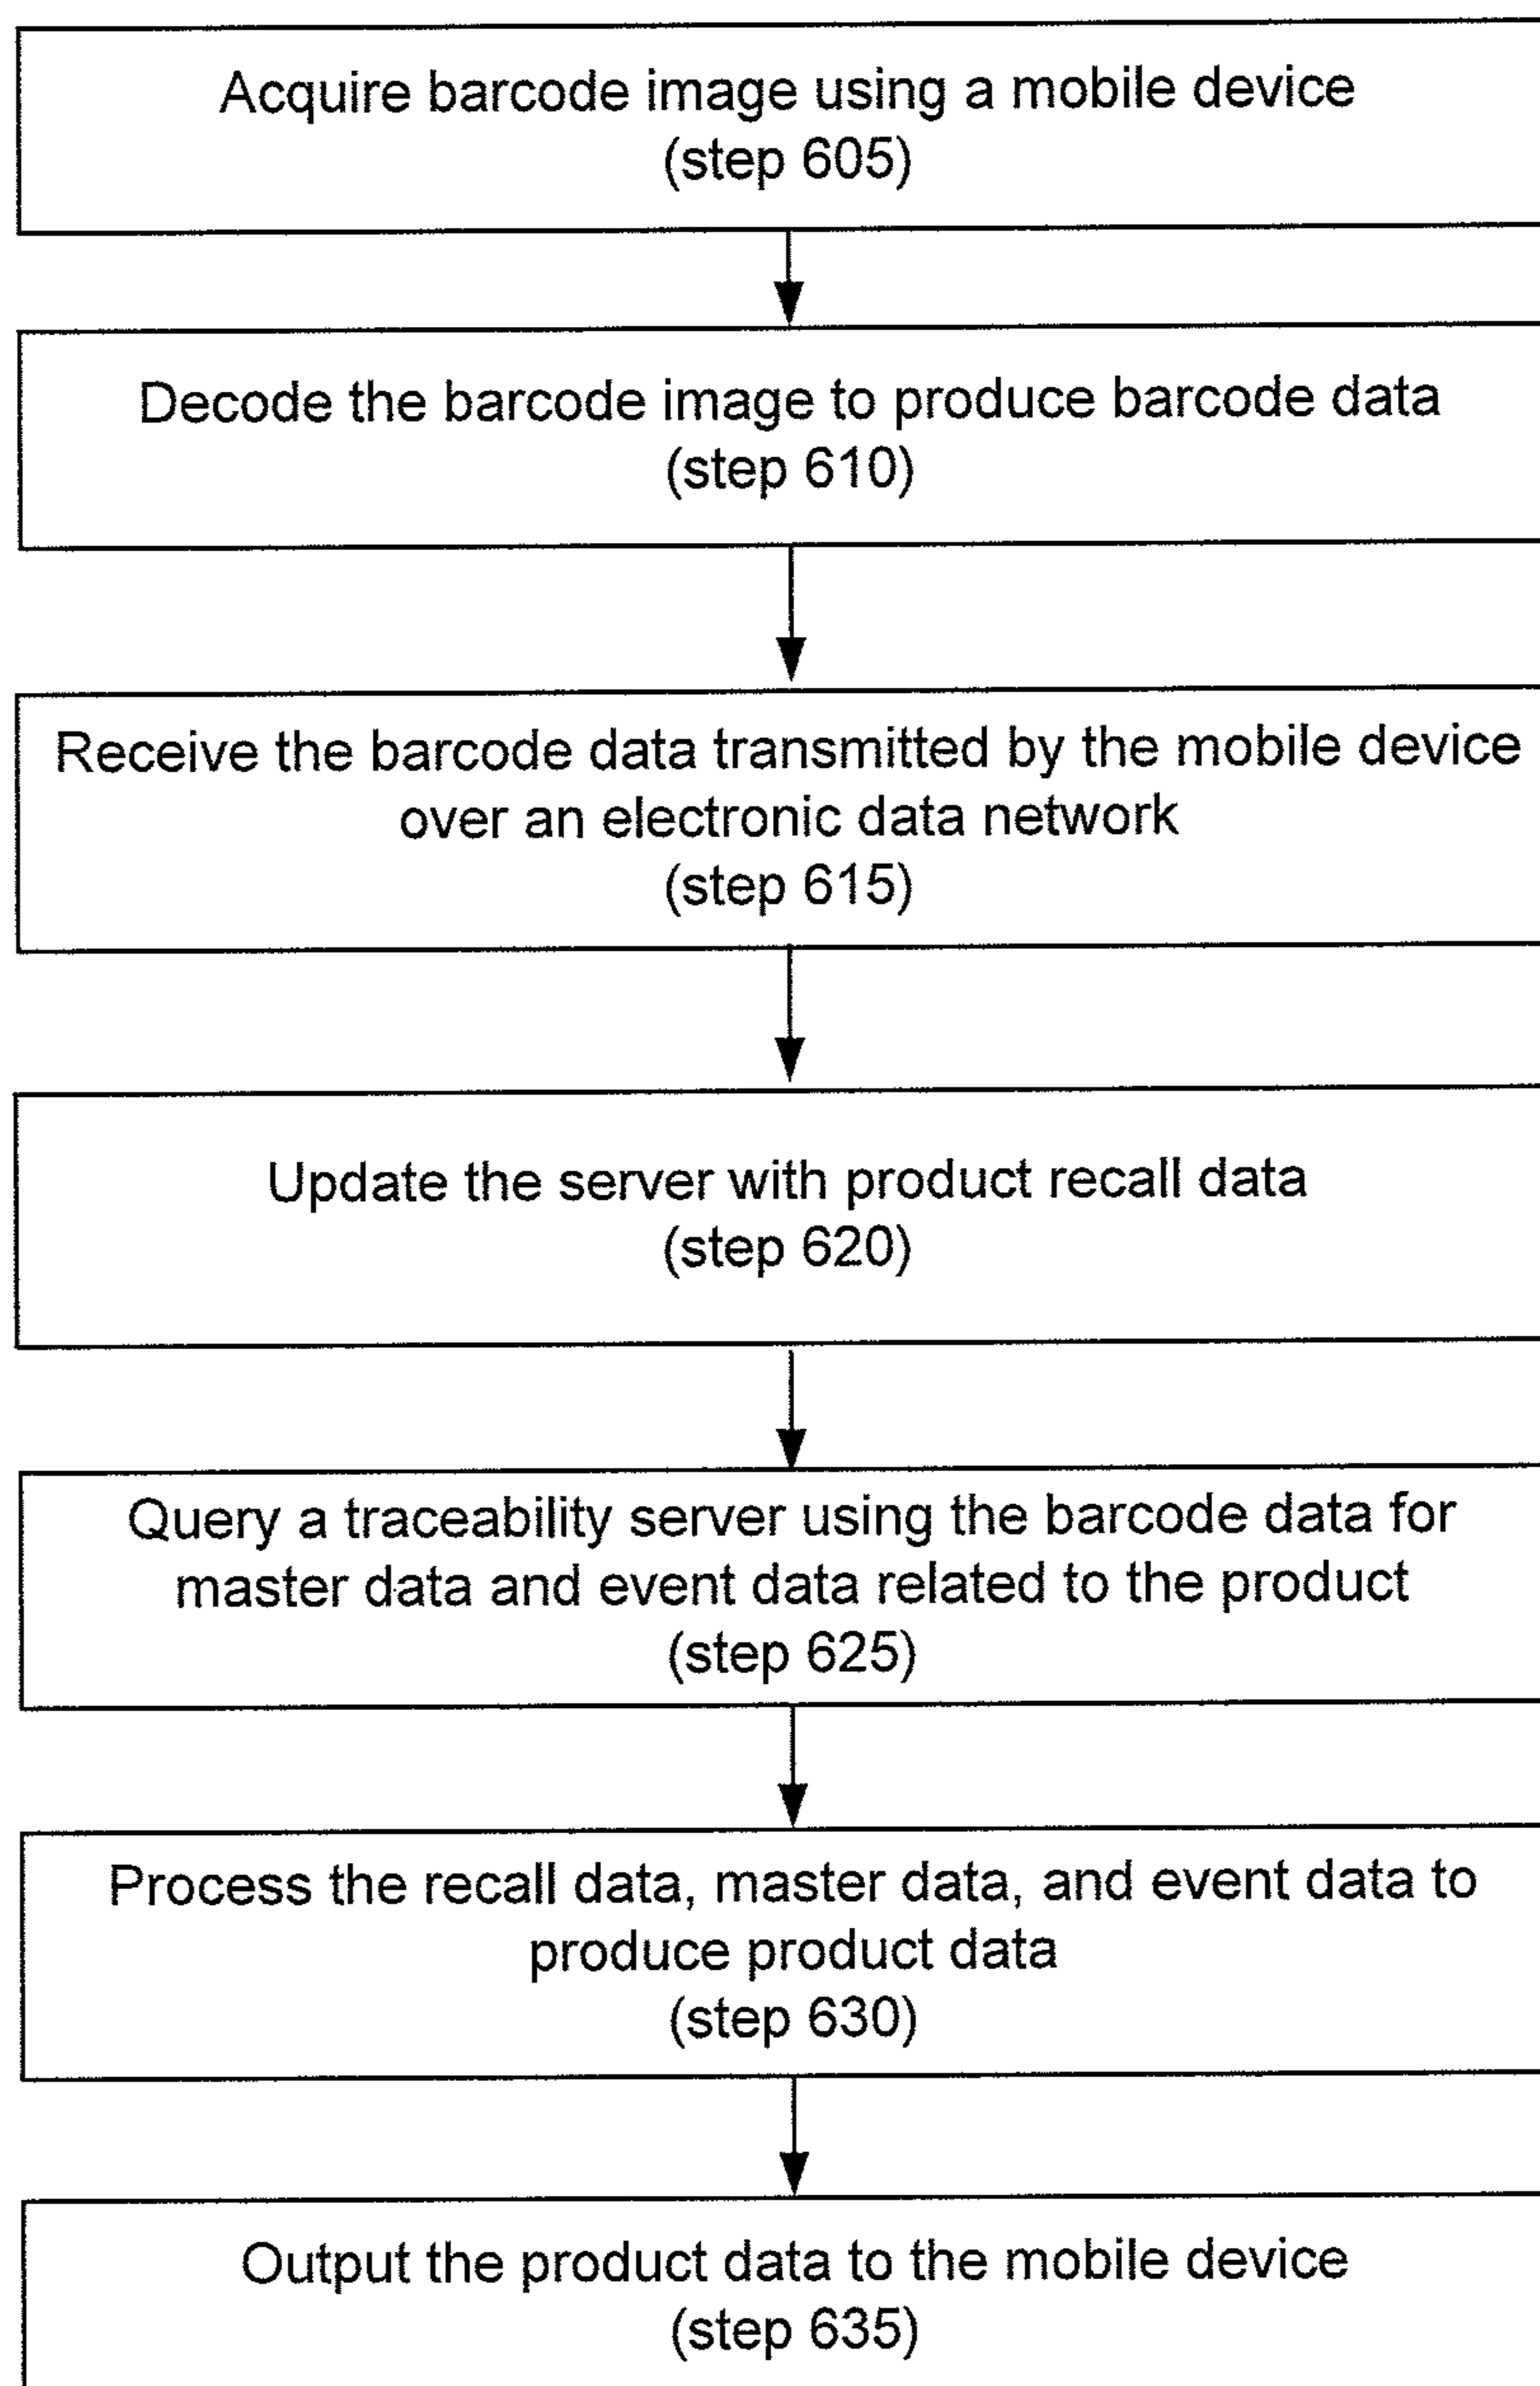 Acquire barcode image using a mobile device
(step 605)
Decode the barcode image to produce barcode data
(step 610)
Receive the barcode data transmitted by the mobile device
over an electronic data network
(step 615)
Update the server with product recall data
(step 620)
Query a traceability server using the barcode data for
master data and event data related to the product
(step 625)
Process the recall data, master data, and event data to
produce product data
(step 630)
Output the product data to the mobile device
(step 635)